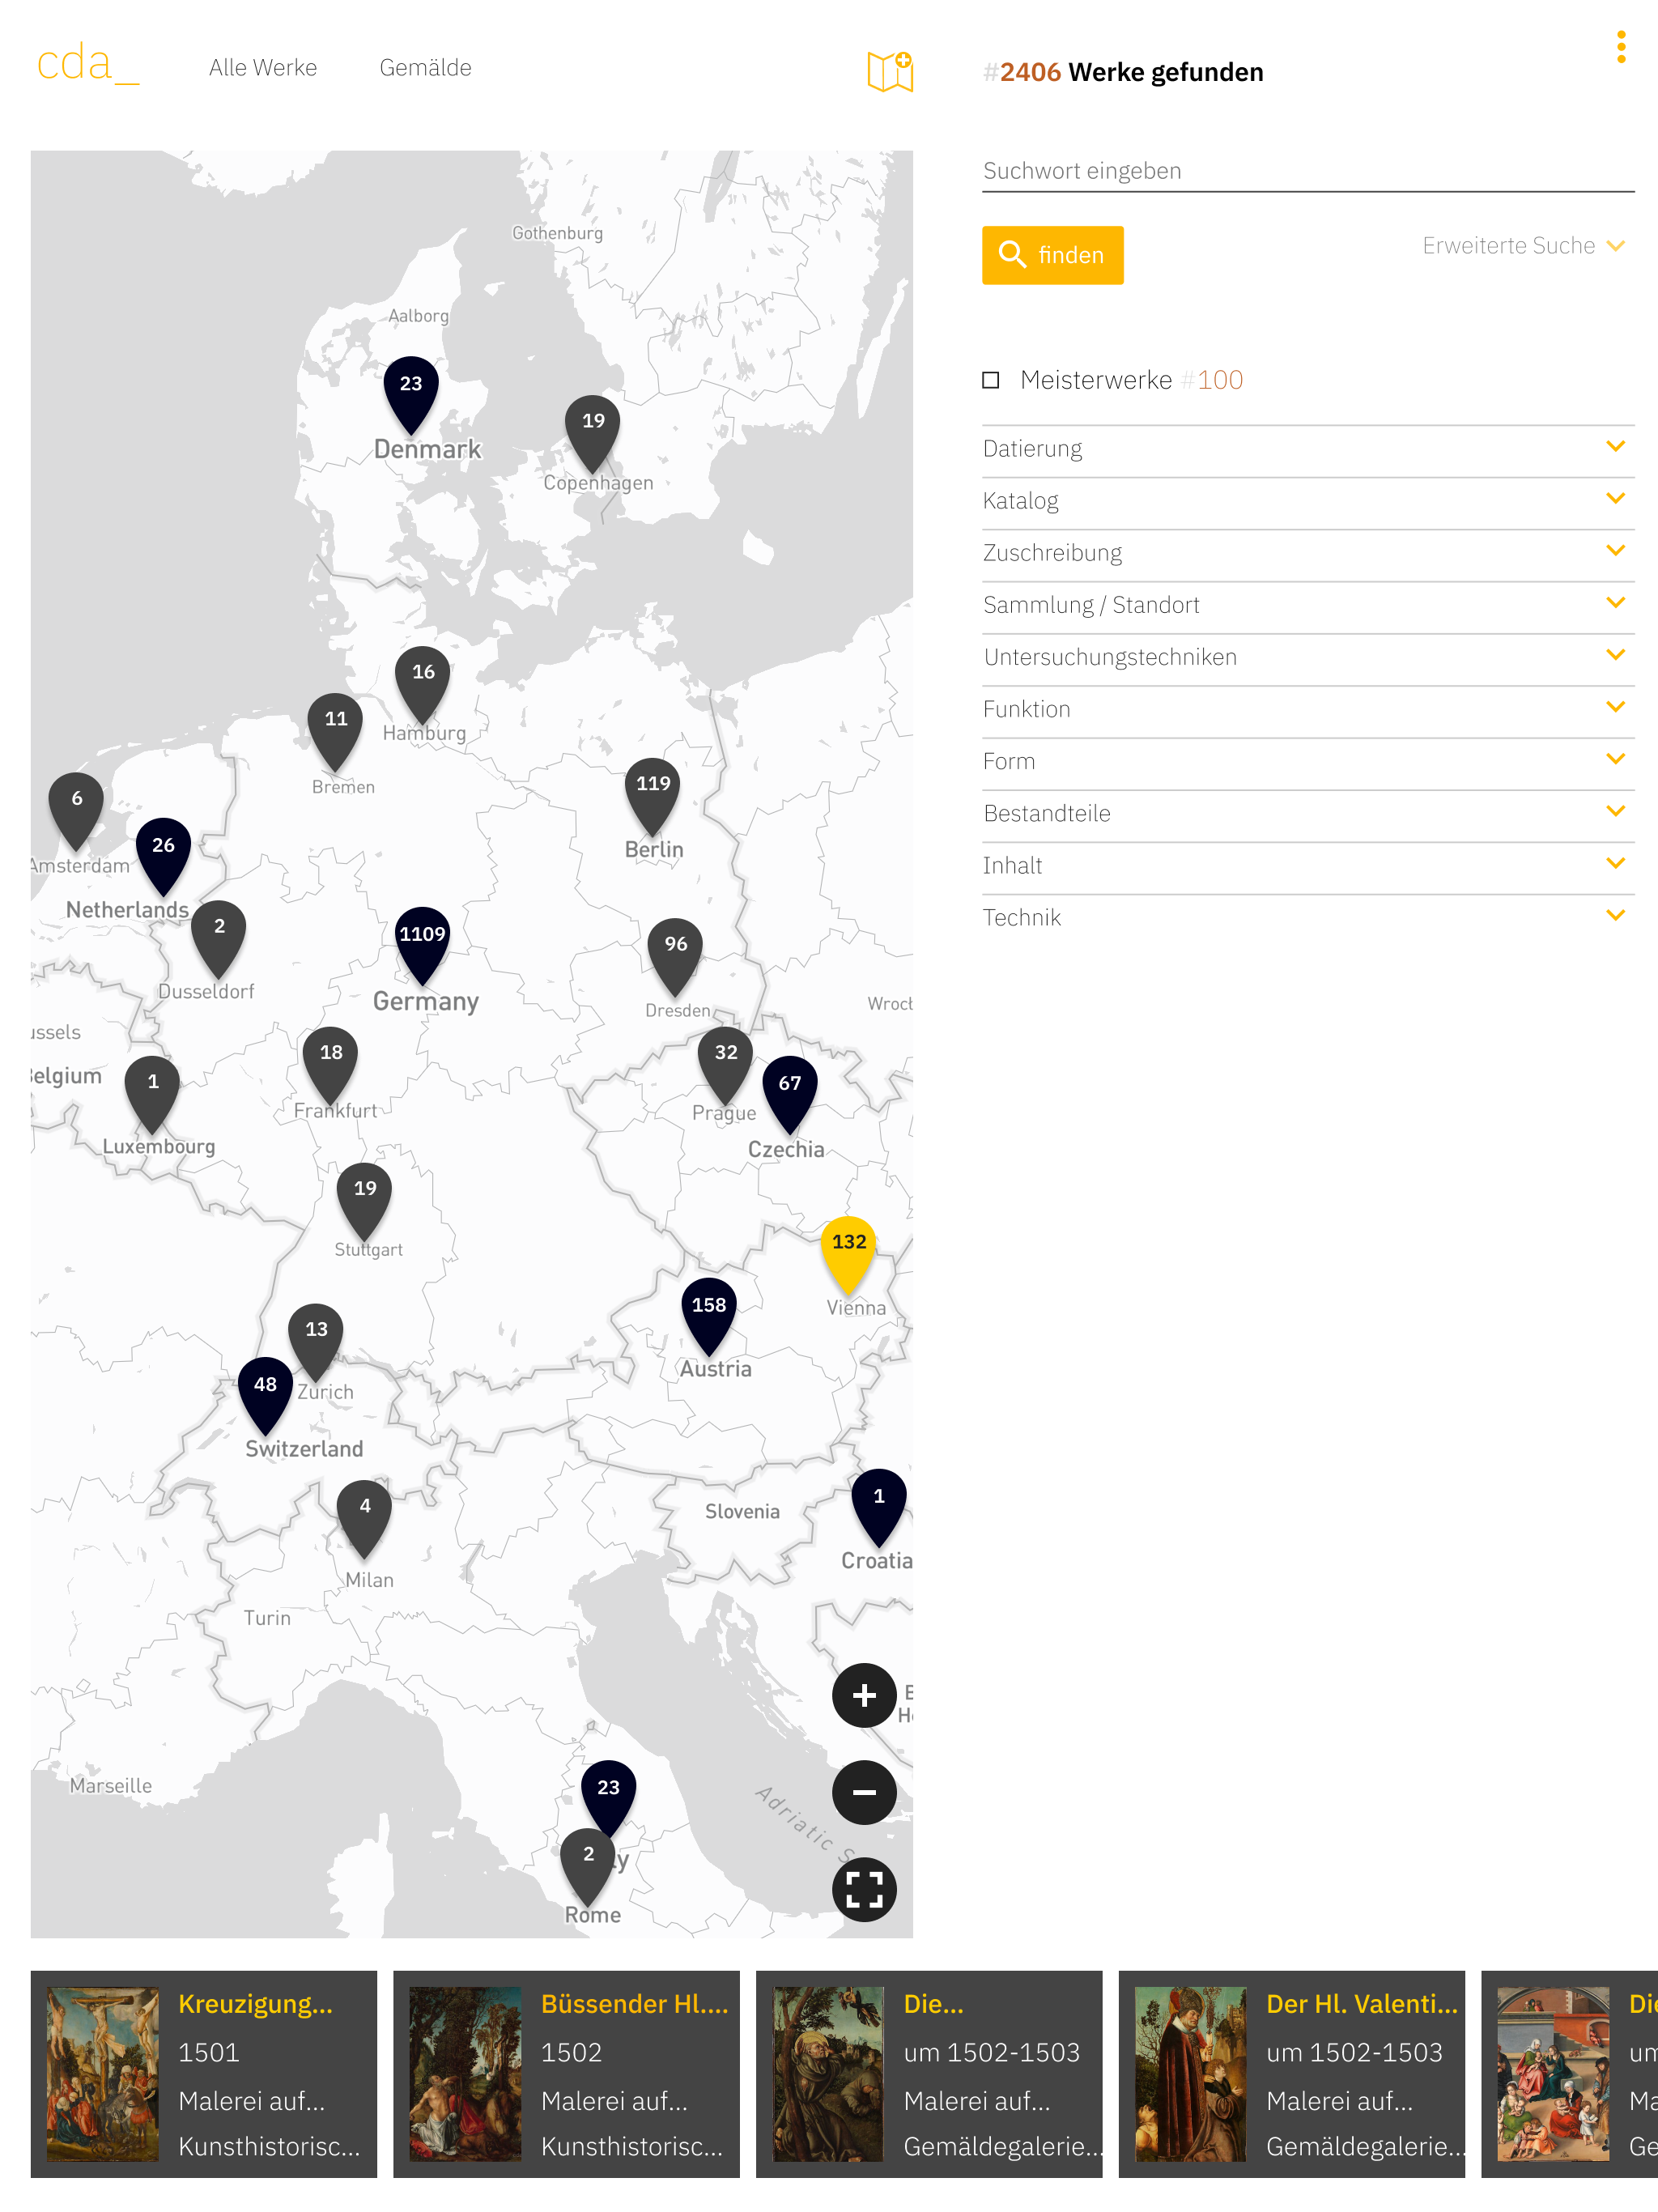 cda_
Alle Werke
Gemälde
#2406 Werke gefunden
Suchwort eingeben
finden
Erweiterte Suche
Meisterwerke #100
Datierung
Katalog
Zuschreibung
Sammlung / Standort
Untersuchungstechniken
Funktion
Form
Bestandteile
Inhalt
Technik
Gothenburg
Aalborg
23
Denmark
19
Copenhagen
16
Hamburg
11
Bremen
119
Berlin
6
Amsterdam
26
Netherlands
2
Dusseldorf
1109
Germany
96
Dresden
Wrocł
ussels
elgium
18
Frankfurt
32
Prague
67
Czechia
1
Luxembourg
19
Stuttgart
132
Vienna
158
Austria
13
Zurich
48
Switzerland
4
Milan
Slovenia
1
Croatia
Turin
Marseille
23
y
2
Rome
Adriatic S
Kreuzigung...
1501
Malerei auf...
Kunsthistorisc...
Büssender Hl....
1502
Malerei auf...
Kunsthistorisc...
Die...
um 1502-1503
Malerei auf...
Gemäldegalerie...
Der Hl. Valenti...
um 1502-1503
Malerei auf...
Gemäldegalerie...
Die
um
Ma
Ge